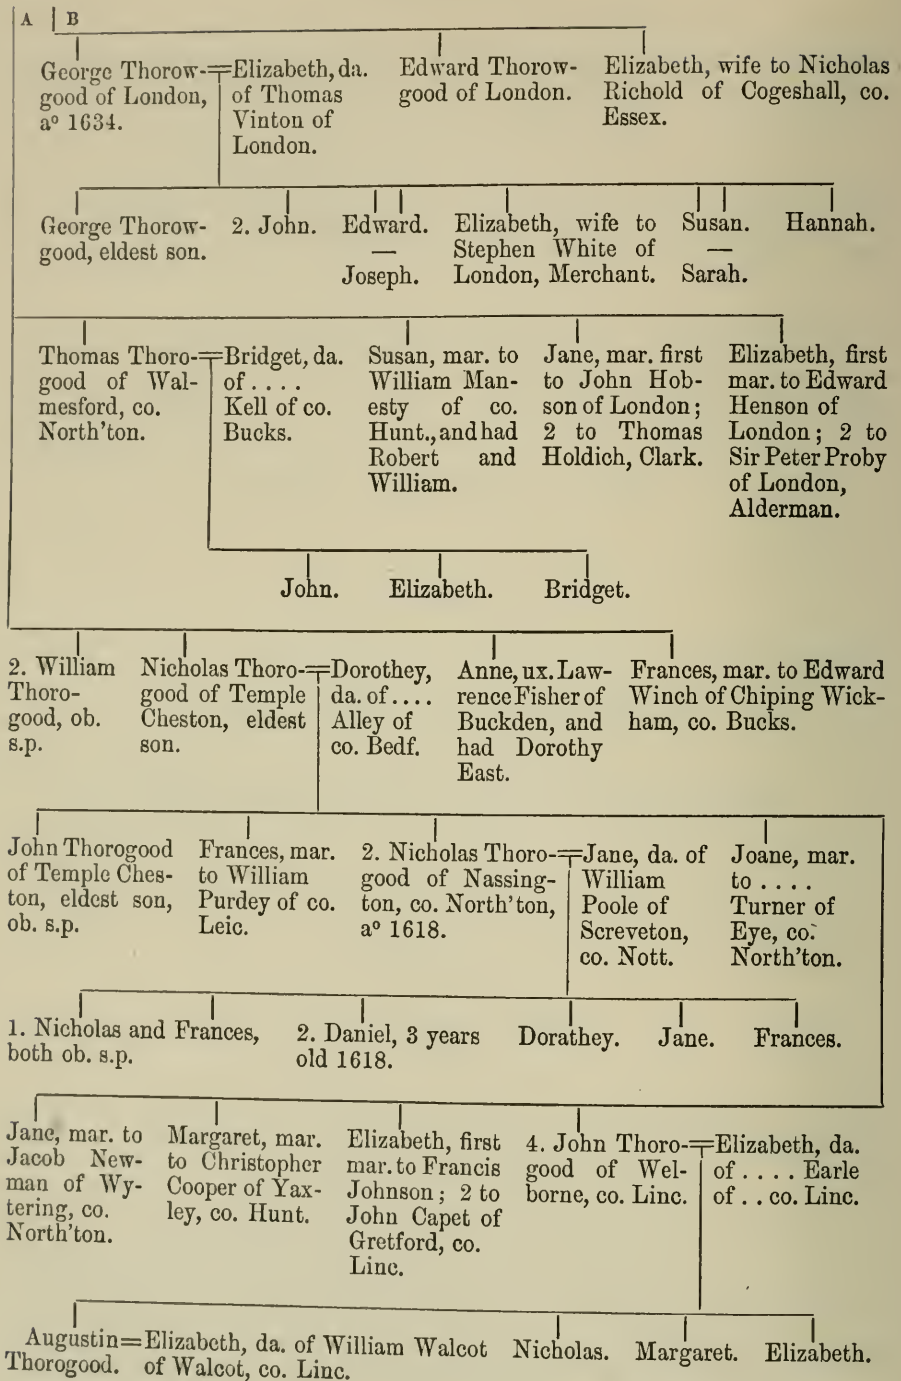 A | B
George Thorow-
good of London,
aº 1634.
Elizabeth, da.
of Thomas
Vinton of
London.
Edward Thorow-
good of London.
Elizabeth, wife to Nicholas
Richold of Cogeshall, co.
Essex.
George Thorow-
good, eldest son.
2. John.
Edward.
—
Joseph.
Elizabeth, wife to
Stephen White of
London, Merchant.
Susan.
—
Sarah.
Hannah.
Thomas Thoro-
good of Wal-
mesford, co.
North'ton.
Bridget, da.
of . . . .
Kell of co.
Bucks.
Susan, mar. to
William Man-
esty of co.
Hunt., and had
Robert and
William.
Jane, mar. first
to John Hob-
son of London;
2 to Thomas
Holdich, Clark.
Elizabeth, first
mar. to Edward
Henson of
London; 2 to
Sir Peter Proby
of London,
Alderman.
John.
Elizabeth.
Bridget.
2. William
Thoro-
good, ob.
s.p.
Nicholas Thoro-
good of Temple
Cheston, eldest
son.
Dorothey,
da. of . . . .
Alley of
co. Bedf.
Anne, ux. Law-
rence Fisher of
Buckden, and
had Dorothy
East.
Frances, mar. to Edward
Winch of Chiping Wick-
ham, co. Bucks.
John Thorogood
of Temple Ches-
ton, eldest son,
ob. s.p.
Frances, mar.
to William
Purdey of co.
Leic.
2. Nicholas Thoro-
good of Nassing-
ton, co. North'ton,
aº 1618.
Jane, da. of
William
Poole of
Screveton,
co. Nott.
Joane, mar.
to . . . .
Turner of
Eye, co.
North'ton.
1. Nicholas and Frances,
both ob. s.p.
2. Daniel, 3 years
old 1618.
Dorathey.
Jane.
Frances.
Jane, mar. to
Jacob New-
man of Wy-
tering, co.
North'ton.
Margaret, mar.
to Christopher
Cooper of Yax-
ley, co. Hunt.
Elizabeth, first
mar. to Francis
Johnson; 2 to
John Capet of
Gretford, co.
Linc.
4. John Thoro-
good of Wel-
borne, co. Linc.
Elizabeth, da.
of . . . . Earle
of . . co. Linc.
Augustin=Elizabeth, da. of William Walcot
Thorogood. of Walcot, co. Linc.
Nicholas.
Margaret.
Elizabeth.